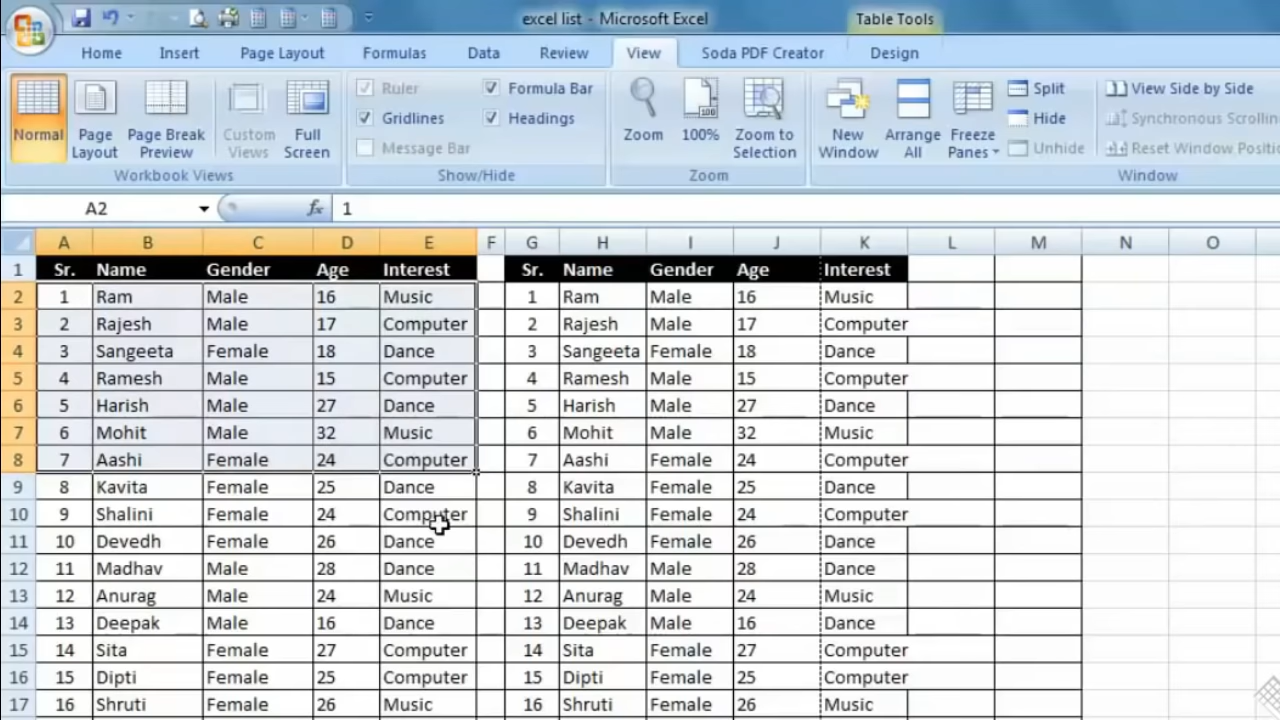 excel list - Microsoft Excel Table Tools
Home Insert Page Layout Formulas Data Review View Soda PDF Creator Design
Normal Page Layout Page Break Preview Custom Views Full Screen
Workbook Views
Ruler Formula Bar
Gridlines Headings
Message Bar
Show/Hide
Zoom 100% Zoom to Selection
Zoom
New Window Arrange All Freeze Panes
Split View Side by Side
Hide Synchronous
Unhide Reset Window
Window
A2 fx 1
A B C D E F G H I J K L M N O
1 Sr. Name Gender Age Interest Sr. Name Gender Age Interest
2 1 Ram Male 16 Music 1 Ram Male 16 Music
3 2 Rajesh Male 17 Computer 2 Rajesh Male 17 Computer
4 3 Sangeeta Female 18 Dance 3 Sangeeta Female 18 Dance
5 4 Ramesh Male 15 Computer 4 Ramesh Male 15 Computer
6 5 Harish Male 27 Dance 5 Harish Male 27 Dance
7 6 Mohit Male 32 Music 6 Mohit Male 32 Music
8 7 Aashi Female 24 Computer 7 Aashi Female 24 Computer
9 8 Kavita Female 25 Dance 8 Kavita Female 25 Dance
10 9 Shalini Female 24 Computer 9 Shalini Female 24 Computer
11 10 Devedh Female 26 Dance 10 Devedh Female 26 Dance
12 11 Madhav Male 28 Dance 11 Madhav Male 28 Dance
13 12 Anurag Male 24 Music 12 Anurag Male 24 Music
14 13 Deepak Male 16 Dance 13 Deepak Male 16 Dance
15 14 Sita Female 27 Computer 14 Sita Female 27 Computer
16 15 Dipti Female 25 Computer 15 Dipti Female 25 Computer
17 16 Shruti Female 26 Music 16 Shruti Female 26 Music